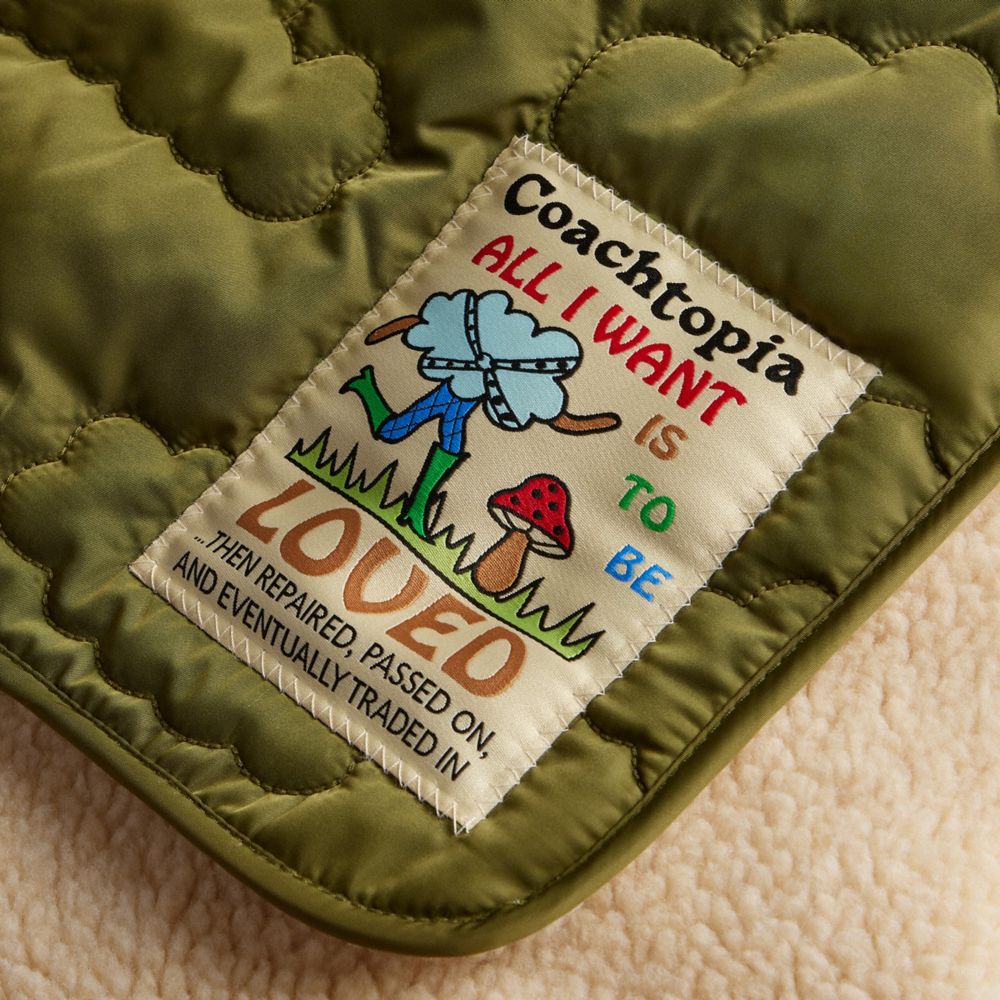 Coachtopia
ALL I WANT
IS
TO
BE
LOVED
...THEN REPAIRED, PASSED ON,
AND EVENTUALLY TRADED IN